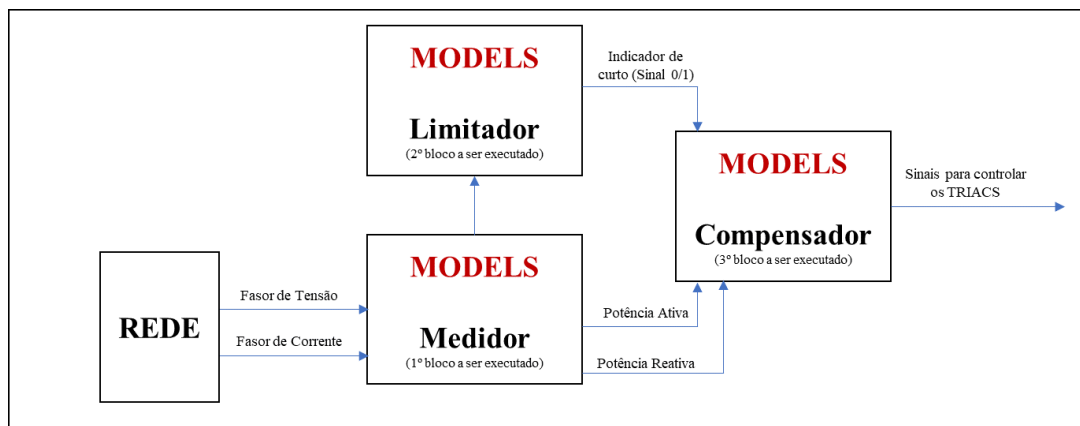 MODELS
Limitador
(2º bloco a ser executado)
Indicador de
curto (Sinal 0/1)
MODELS
Compensador
(3º bloco a ser executado)
Sinais para controlar
os TRIACS
REDE
Fasor de Tensão
Fasor de Corrente
MODELS
Medidor
(1º bloco a ser executado)
Potência Ativa
Potência Reativa